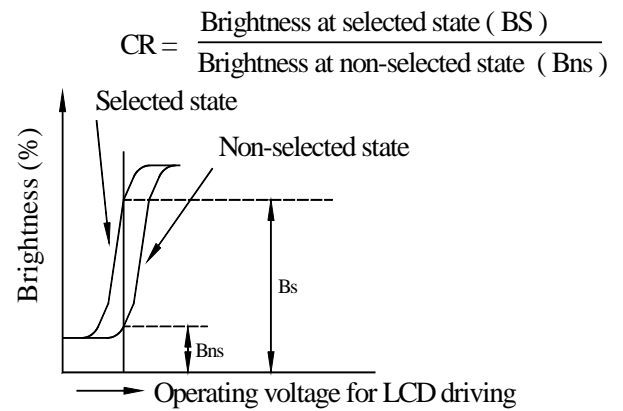 CR = Brightness at selected state ( BS )
Brightness at non-selected state ( Bns )
Selected state
Non-selected state
Brightness (%)
Bs
Bns
Operating voltage for LCD driving